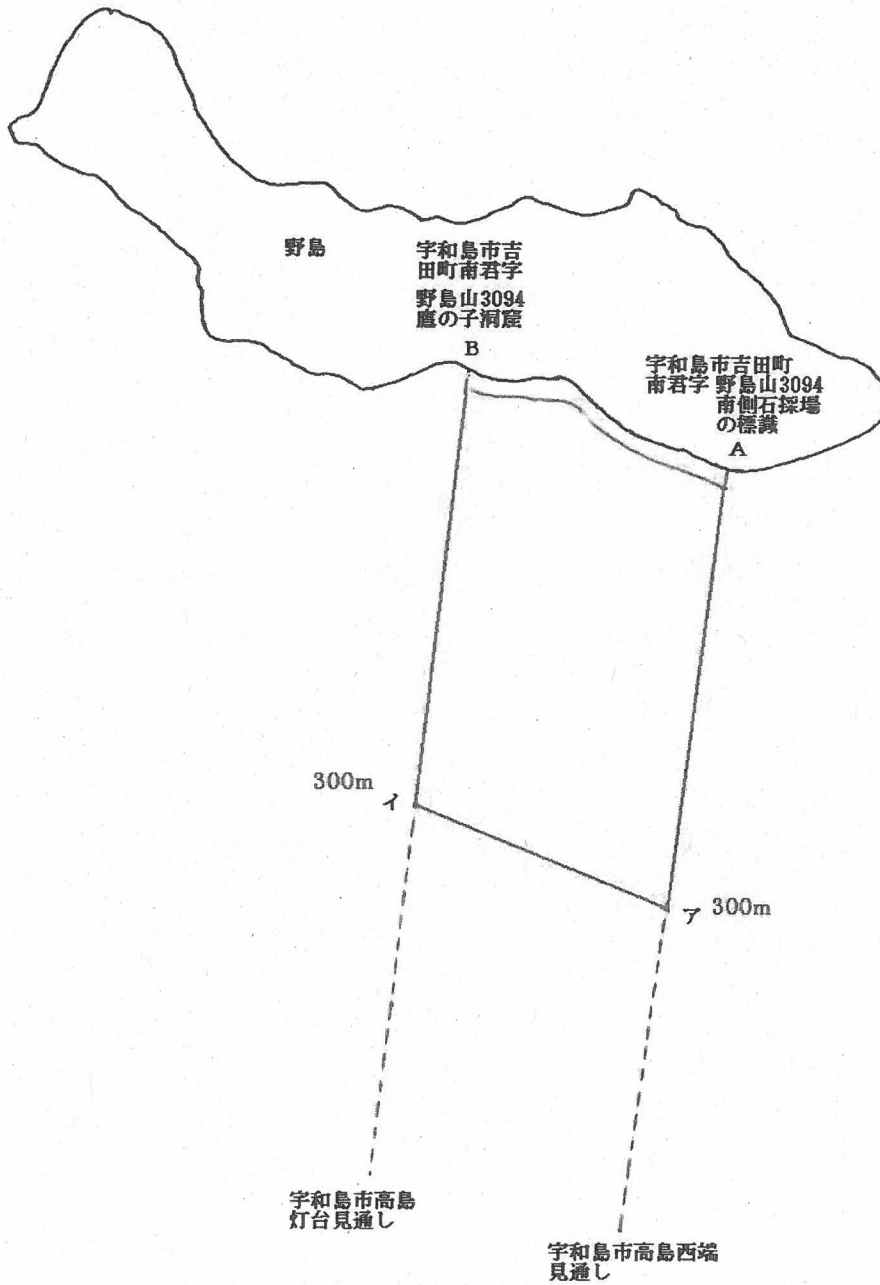 野島
宇和島市吉
田町南君字
野島山3094
鷹の子洞窟
B
宇和島市吉田町
南君字 野島山3094
南側石採場
の標識
A
300m
イ
ア
300m
宇和島市高島
灯台見通し
宇和島市高島西端
見通し